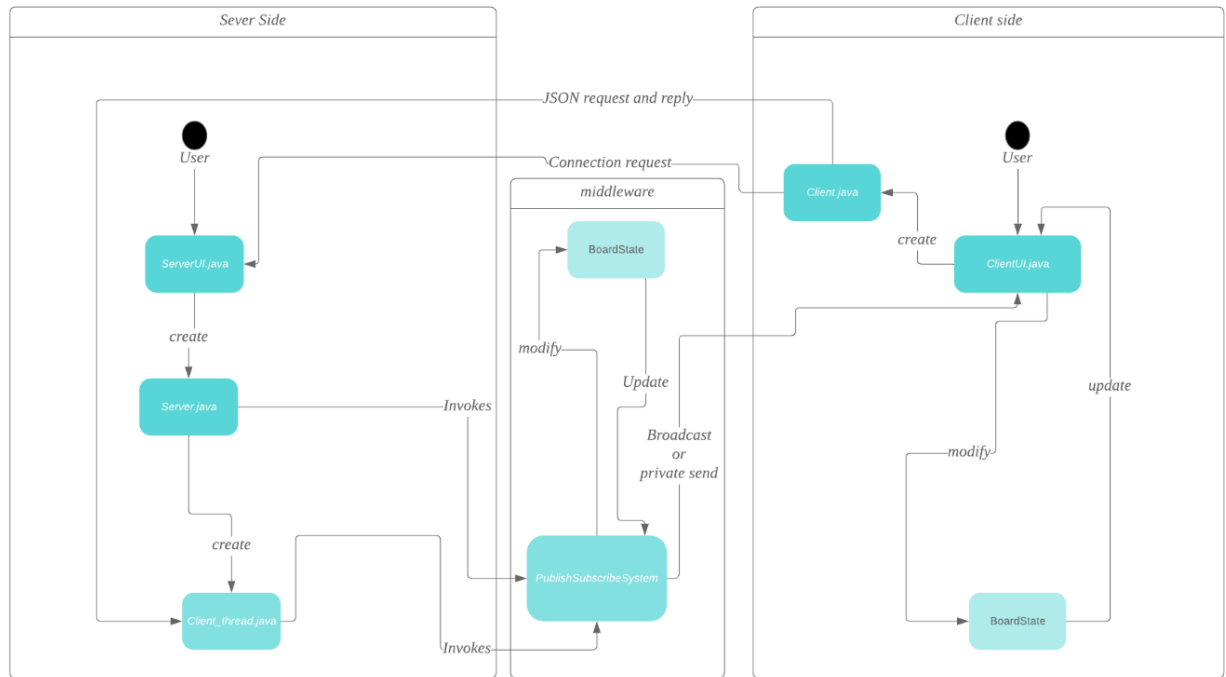 Sever Side
Client side
JSON request and reply
User
Connection request
User
middleware
Client.java
create
BoardState
ServerUI.java
ClientUI.java
create
modify
Update
update
Server.java
Invokes
Broadcast
or
private send
modify
create
PublishSubscribeSystem
Client_thread.java
BoardState
Invokes